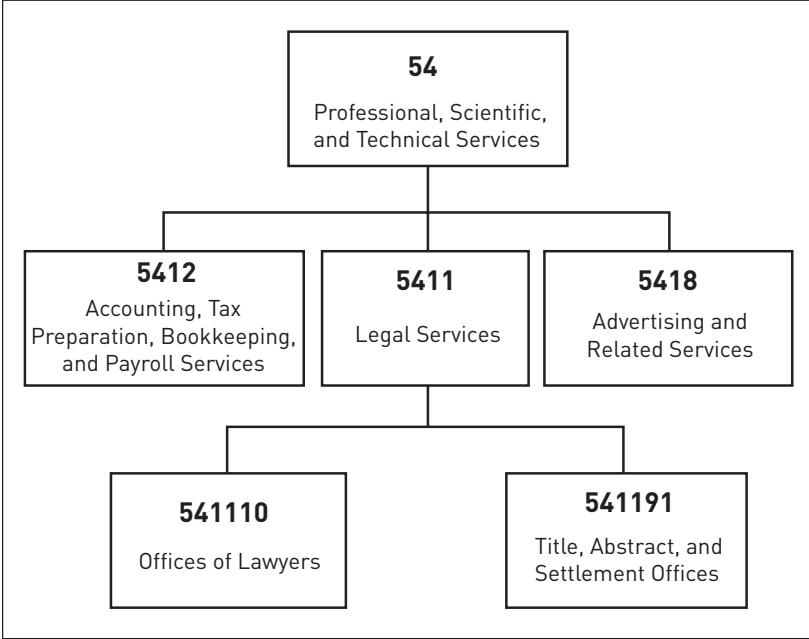 54
Professional, Scientific,
and Technical Services
5412
Accounting, Tax
Preparation, Bookkeeping,
and Payroll Services
5411
Legal Services
5418
Advertising and
Related Services
541110
Offices of Lawyers
541191
Title, Abstract, and
Settlement Offices